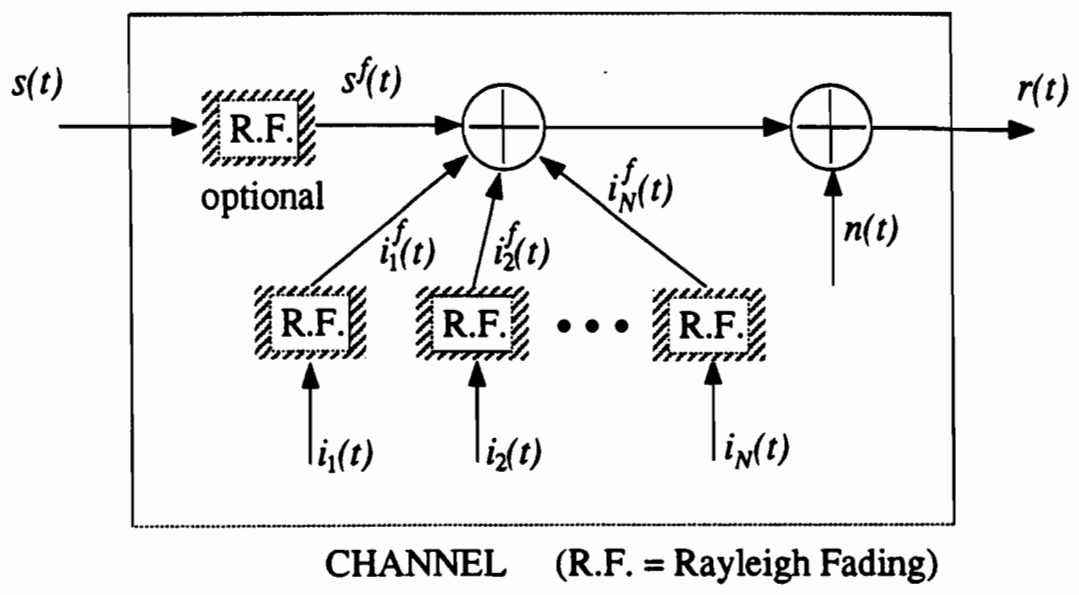 s(t)
s^f(t)
r(t)
R.F.
optional
i_1^f(t)
i_2^f(t)
i_N^f(t)
n(t)
R.F.
R.F.
R.F.
i_1(t)
i_2(t)
i_N(t)
CHANNEL (R.F. = Rayleigh Fading)